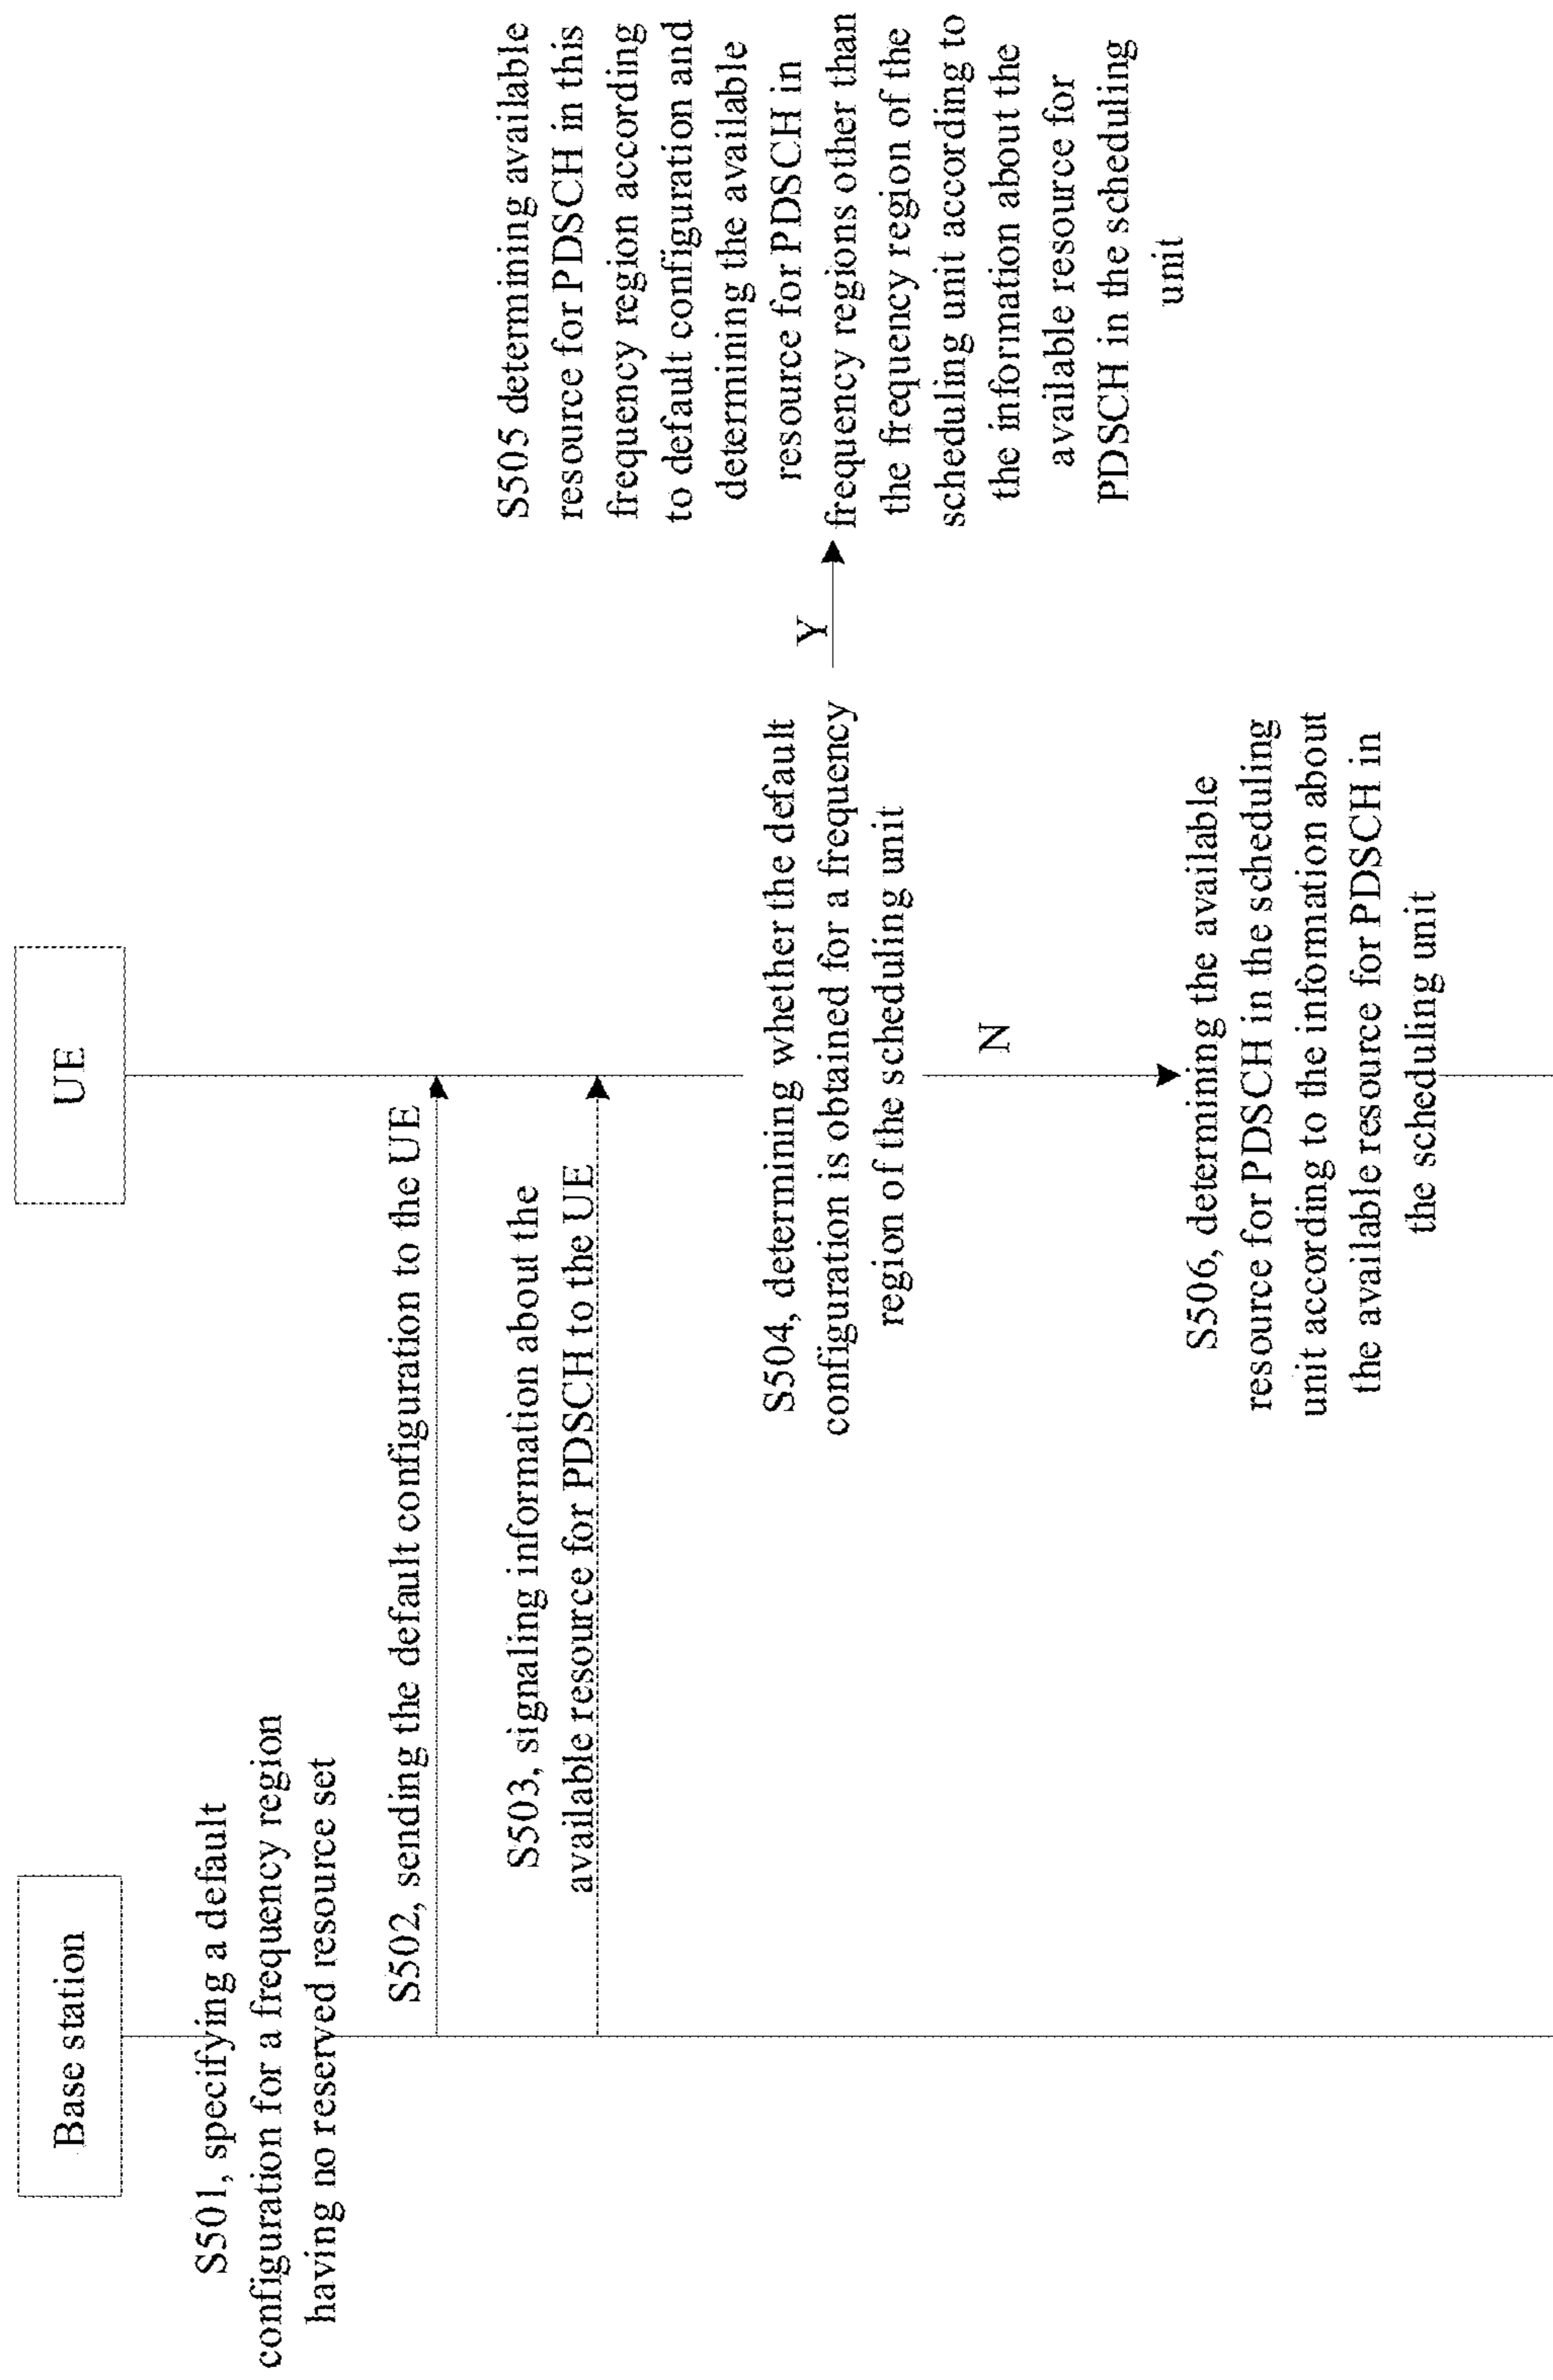 Base station
UE
S501, specifying a default
configuration for a frequency region
having no reserved resource set
S502, sending the default configuration to the UE
S503, signaling information about the
available resource for PDSCH to the UE
S504, determining whether the default
configuration is obtained for a frequency
region of the scheduling unit
Y
S505 determining available
resource for PDSCH in this
frequency region according
to default configuration and
determining the available
resource for PDSCH in
frequency regions other than
the frequency region of the
scheduling unit according to
the information about the
available resource for
PDSCH in the scheduling
unit
N
S506, determining the available
resource for PDSCH in the scheduling
unit according to the information about
the available resource for PDSCH in
the scheduling unit